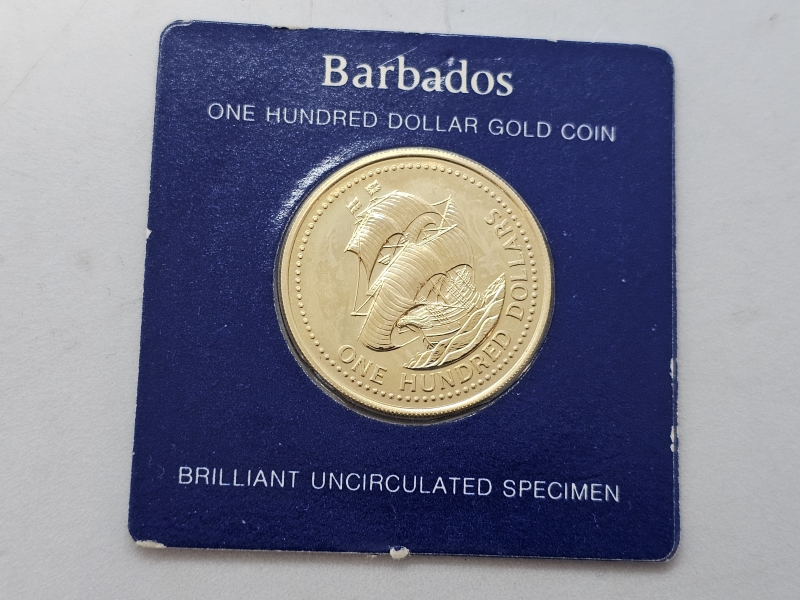 Barbados
ONE HUNDRED DOLLAR GOLD COIN
ONE HUNDRED DOLLARS
BRILLIANT UNCIRCULATED SPECIMEN